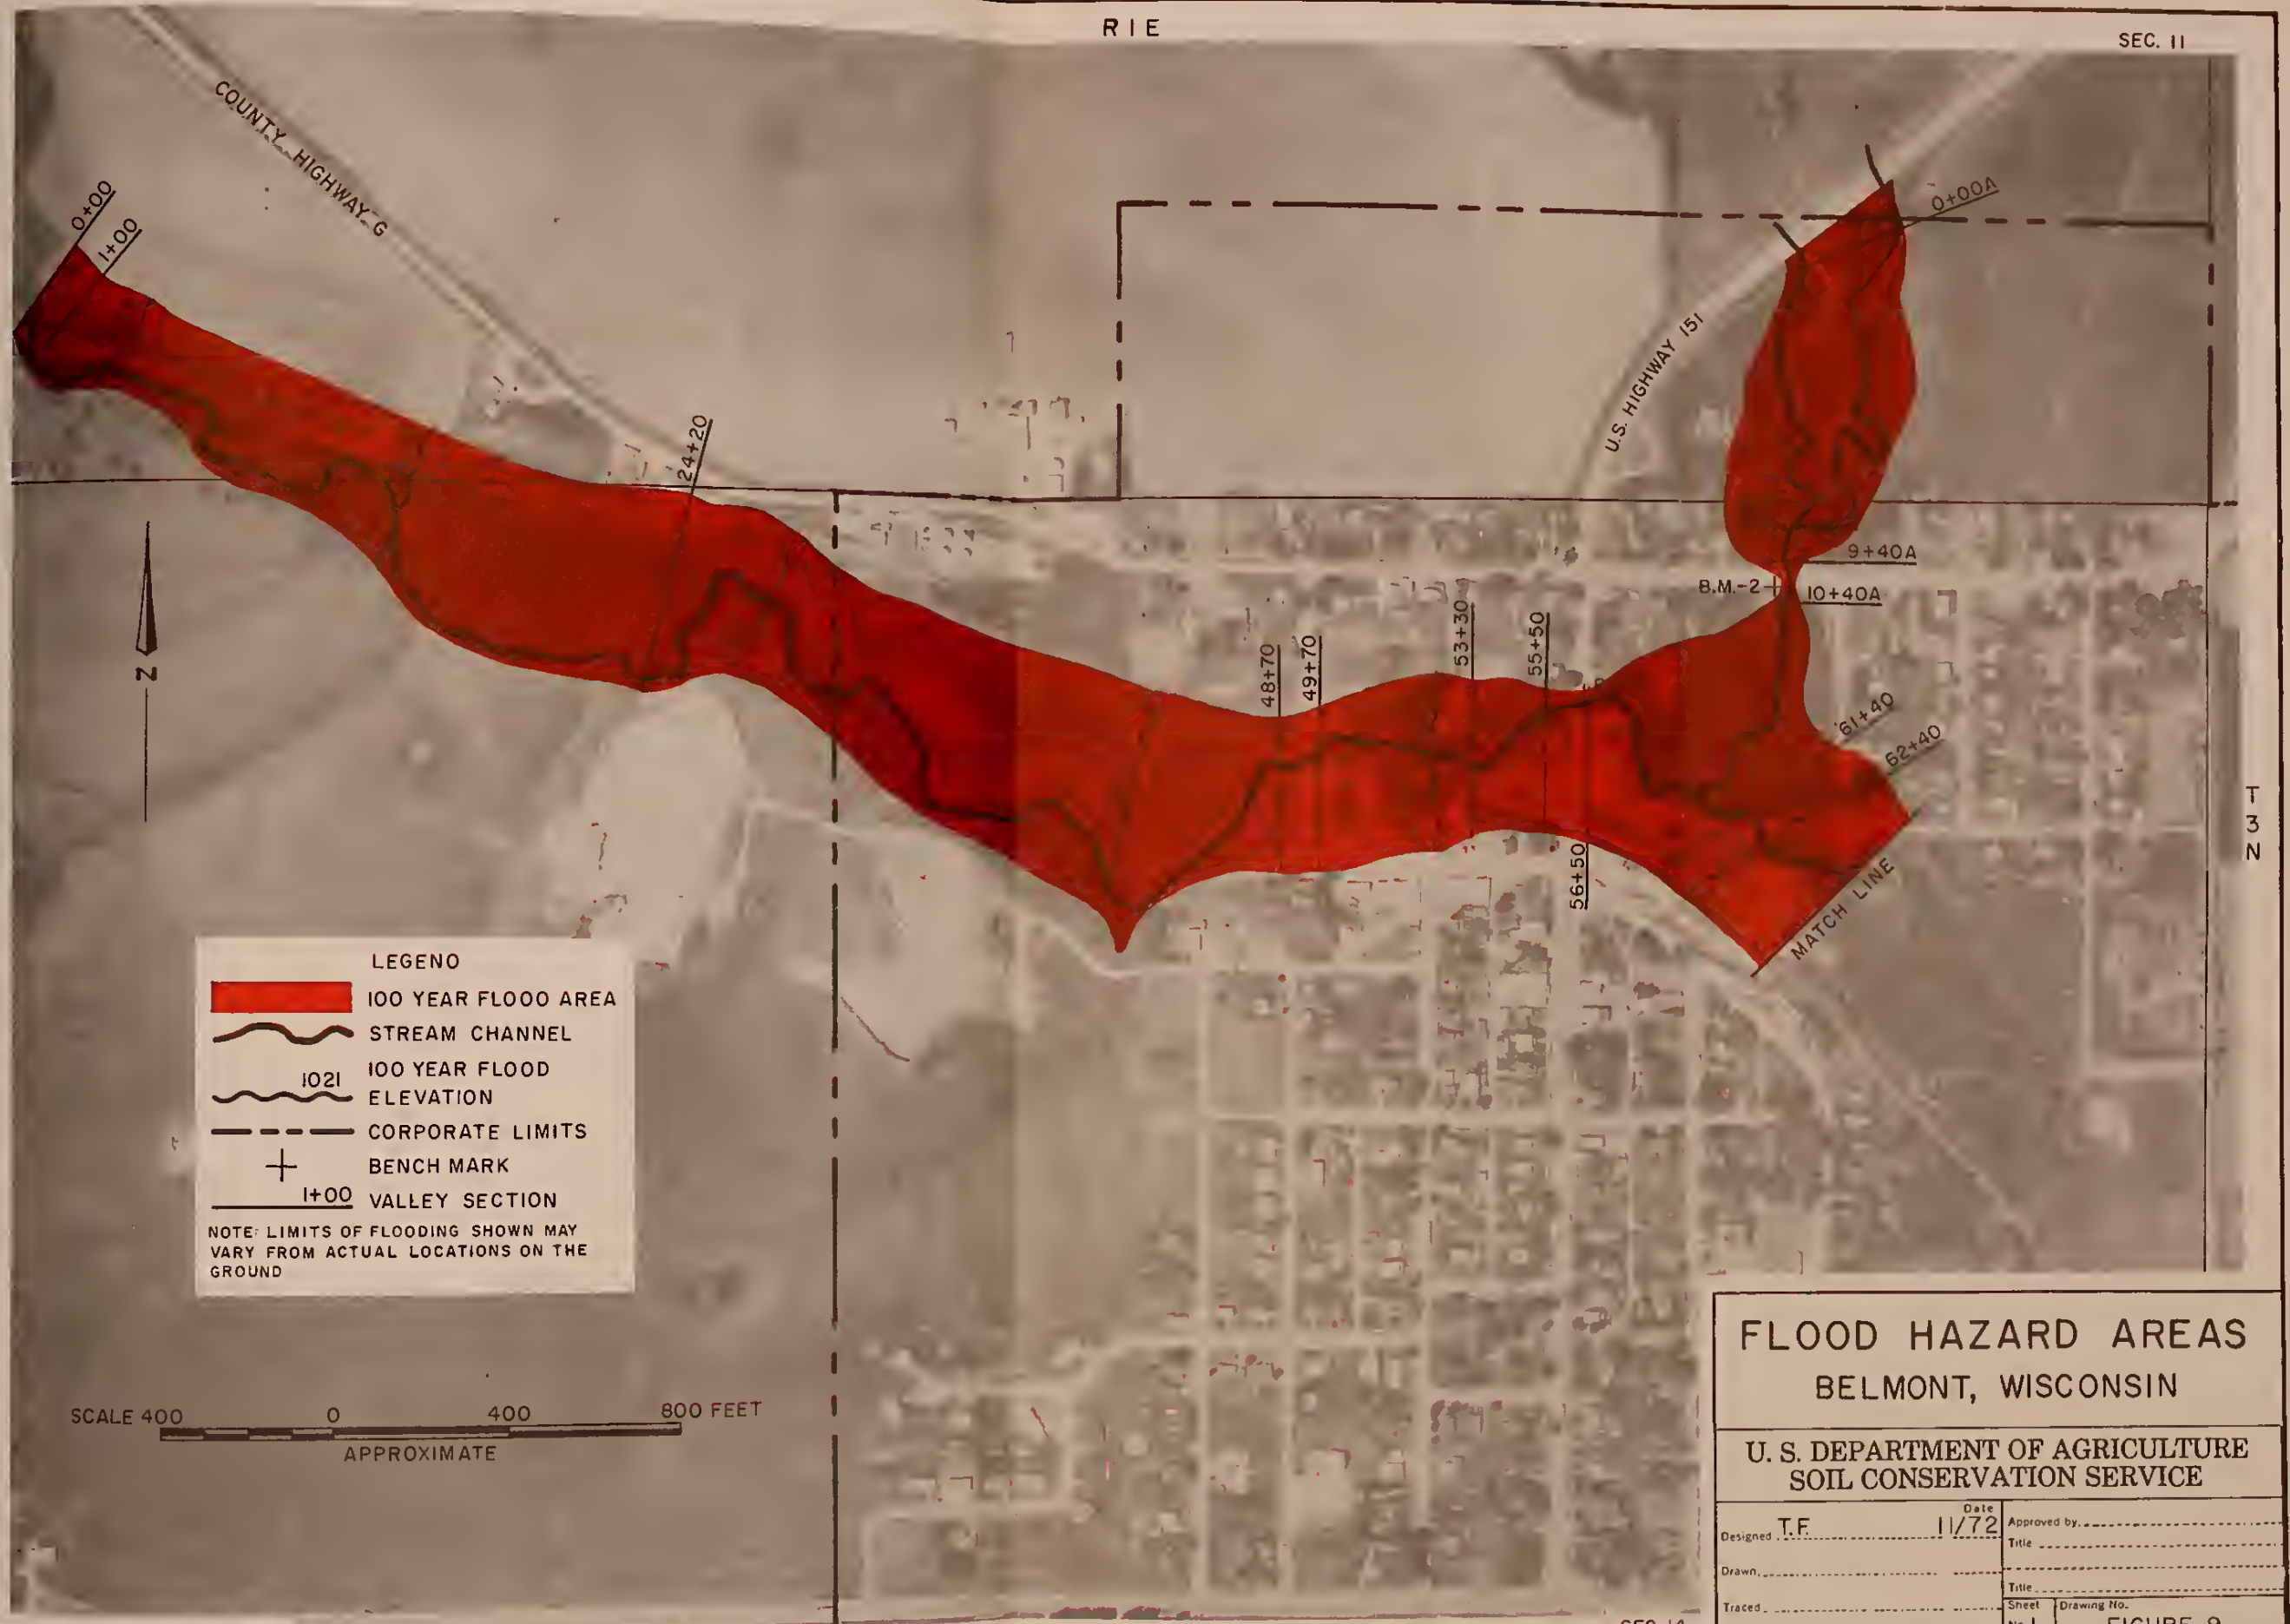 R I E
SEC. 11
COUNTY HIGHWAY G
0+00
1+00
0+00A
U.S. HIGHWAY 151
24+20
9+40A
B.M.-2
10+40A
48+70
49+70
53+30
55+50
61+40
62+40
56+50
MATCH LINE
T
3
N
N
LEGEND
100 YEAR FLOOD AREA
STREAM CHANNEL
1021
100 YEAR FLOOD
ELEVATION
CORPORATE LIMITS
BENCH MARK
1+00
VALLEY SECTION
NOTE: LIMITS OF FLOODING SHOWN MAY
VARY FROM ACTUAL LOCATIONS ON THE
GROUND
SCALE 400 0 400 800 FEET
APPROXIMATE
FLOOD HAZARD AREAS
BELMONT, WISCONSIN
U. S. DEPARTMENT OF AGRICULTURE
SOIL CONSERVATION SERVICE
Date
Designed T.F. 11/72
Approved by
Title
Drawn
Title
Traced
Sheet
Drawing No.